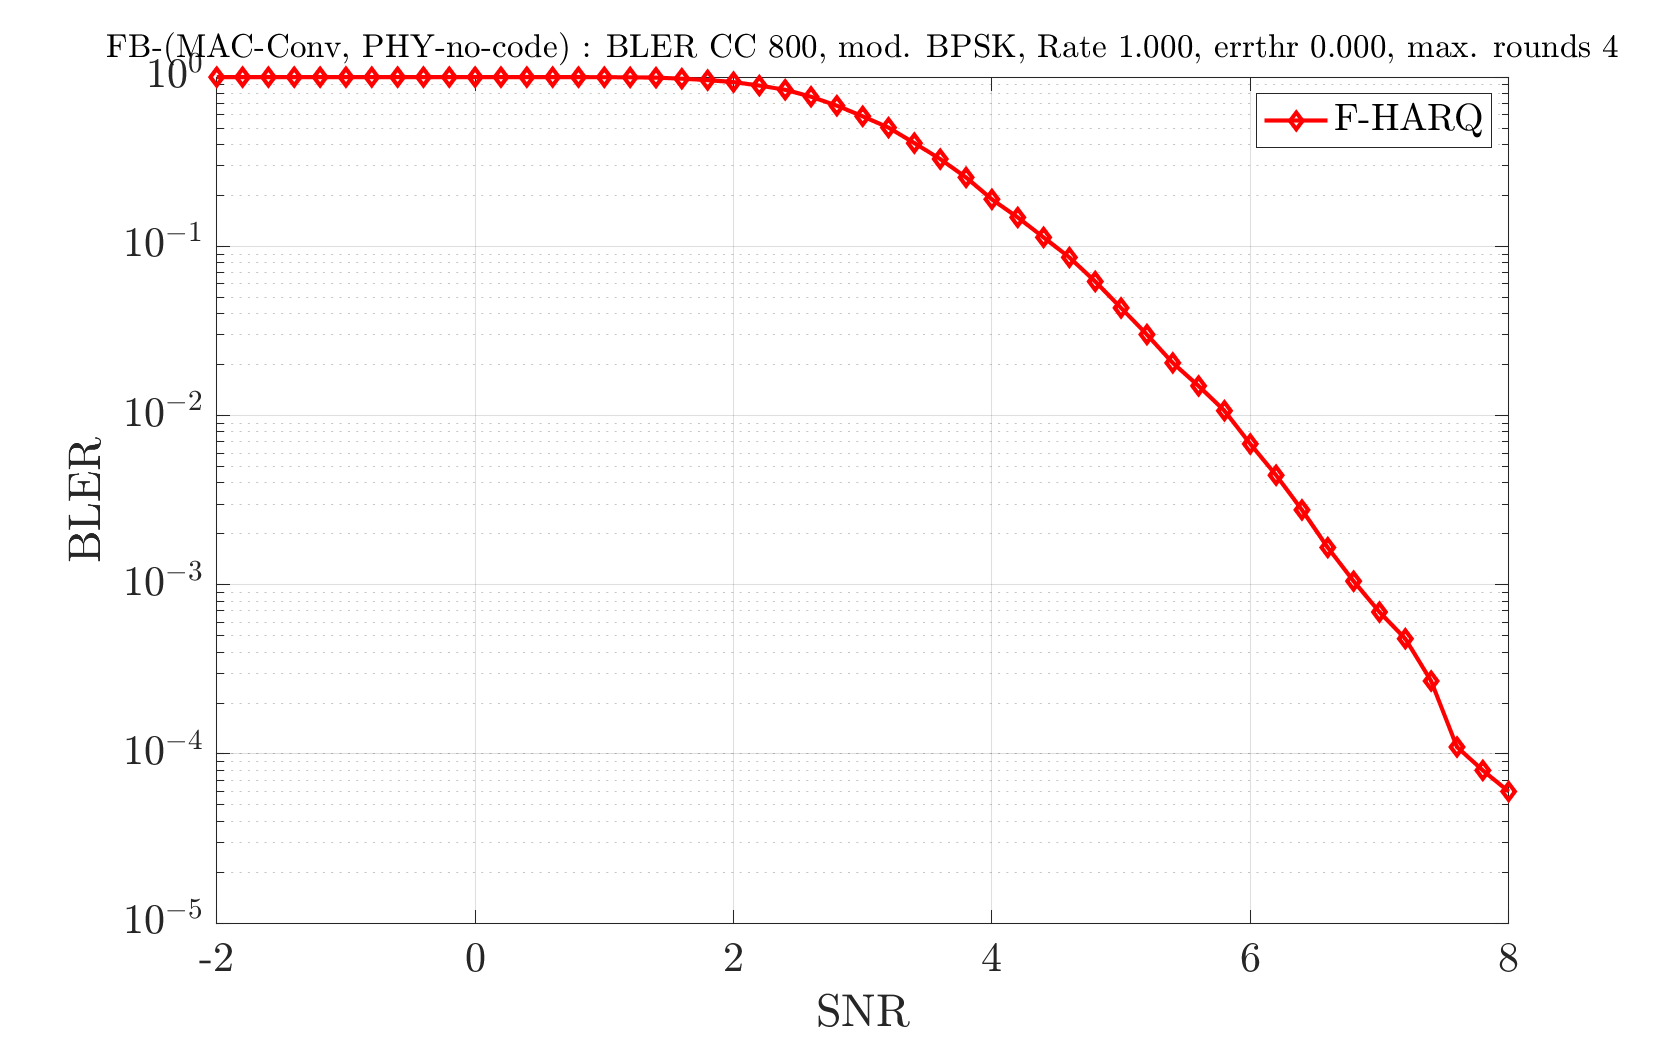 FB-(MAC-Conv, PHY-no-code) : BLER CC 800, mod. BPSK, Rate 1.000, errthr 0.000, max. rounds 4
10⁰
F-HARQ
10⁻¹
10⁻²
BLER
10⁻³
10⁻⁴
10⁻⁵
-2 0 2 4 6 8
SNR